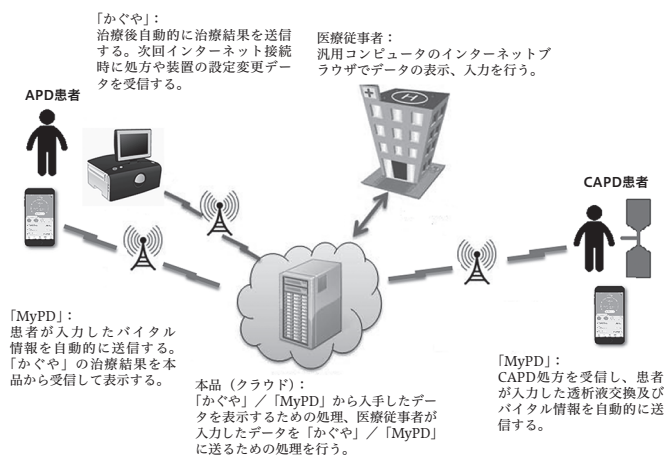 「かぐや」：
治療後自動的に治療結果を送信
する。次回インターネット接続
時に処方や装置の設定変更デー
タを受信する。
医療従事者：
汎用コンピュータのインターネットブ
ラウザでデータの表示、入力を行う。
APD患者
H
CAPD患者
「MyPD」：
患者が入力したバイタル
情報を自動的に送信する。
「かぐや」の治療結果を本
品から受信して表示する。
本品（クラウド）：
「かぐや」／「MyPD」から入手したデー
タを表示するための処理、医療従事者が
入力したデータを「かぐや」／「MyPD」
に送るための処理を行う。
「MyPD」：
CAPD処方を受信し、患者
が入力した透析液交換及び
バイタル情報を自動的に送
信する。